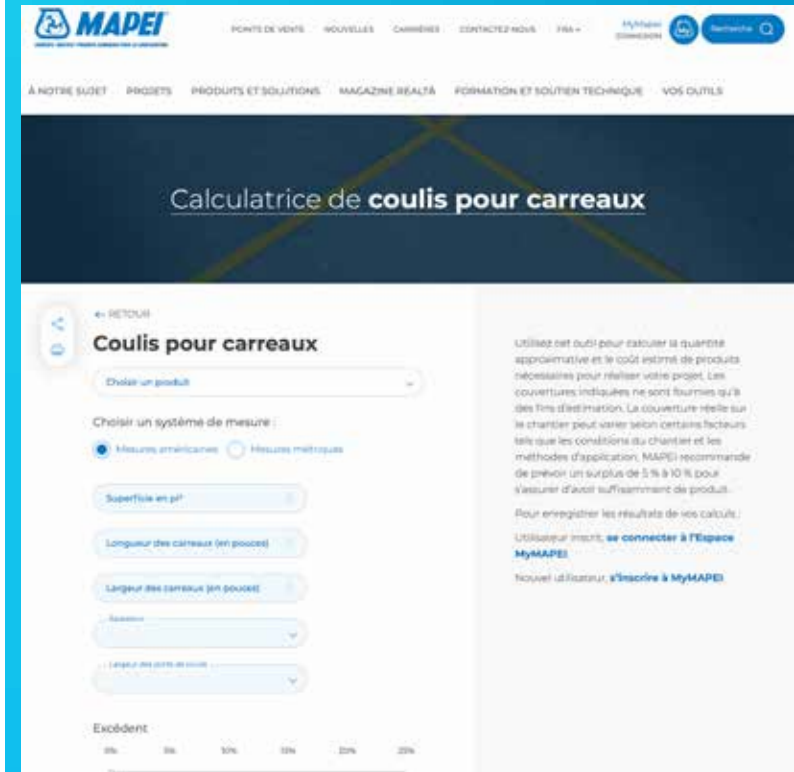 MAPEI
POINTS DE VENTE NOUVELLES CARRIÈRES CONTACTEZ-NOUS FRA MyMapei
CONNEXION
Recherche
À NOTRE SUJET PROJETS PRODUITS ET SOLUTIONS MAGAZINE REALTÀ FORMATION ET SOUTIEN TECHNIQUE VOS OUTILS
Calculatrice de coulis pour carreaux
RETOUR
Coulis pour carreaux
Choisir un produit
Choisir un système de mesure :
Mesures américaines Mesures métriques
Superficie en pi²
Longueur des carreaux (en pouces)
Largeur des carreaux (en pouces)
Épaisseur
Largeur des joints de coulis
Excédent
0% 5% 10% 15% 20% 25%
Utilisez cet outil pour calculer la quantité
approximative et le coût estimé de produits
nécessaires pour réaliser votre projet. Les
couvertures indiquées ne sont fournies qu'à
des fins d'estimation. La couverture réelle sur
le chantier peut varier selon certains facteurs
tels que les conditions du chantier et les
méthodes d'application. MAPEI recommande
de prévoir un surplus de 5 % à 10 % pour
s'assurer d'avoir suffisamment de produit.
Pour enregistrer les résultats de vos calculs :
Utilisateur inscrit, se connecter à l'Espace
MyMAPEI
Nouvel utilisateur, s'inscrire à MyMAPEI